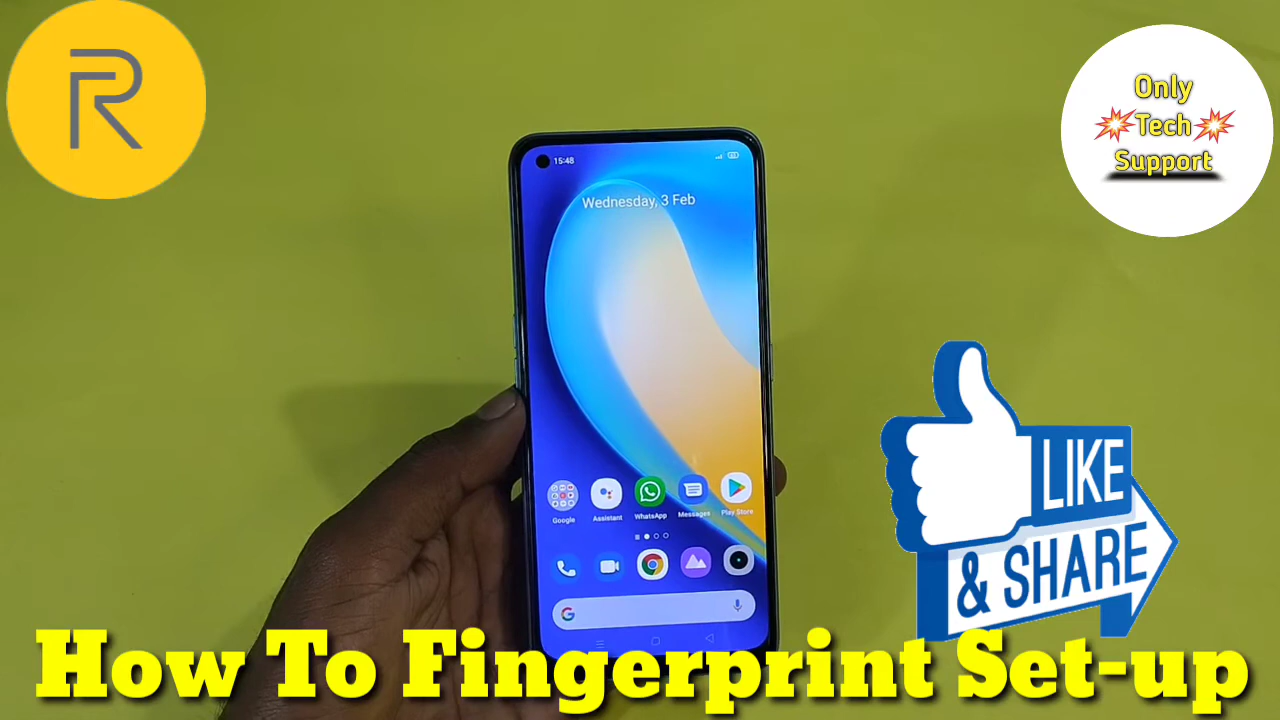 R
Only
Tech
Support
15:48
Wednesday, 3 Feb
Google
Assistant
WhatsApp
Messages
Play Store
G
LIKE
& SHARE
How To Fingerprint Set-up